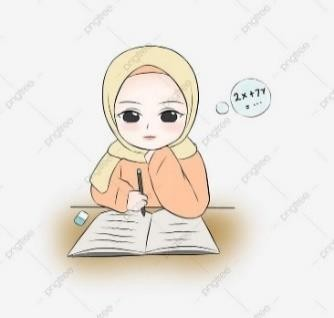 2x+7y
= ...
pngtree